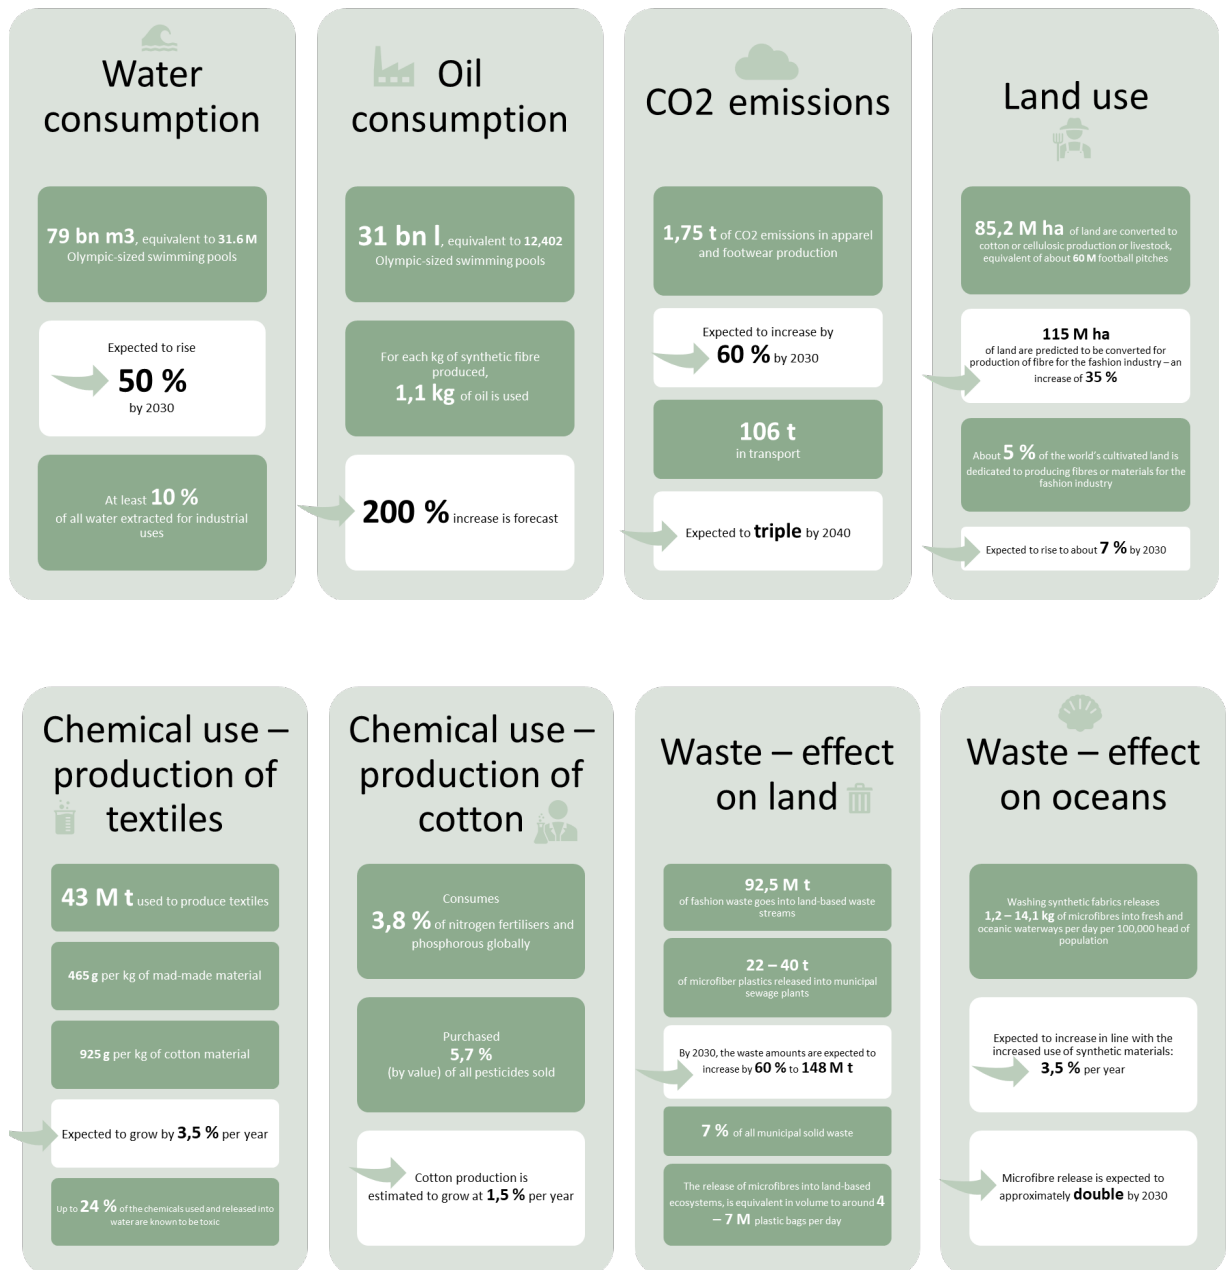 Water
consumption
79 bn m3, equivalent to 31.6 M
Olympic-sized swimming pools
Expected to rise
50 %
by 2030
At least 10 %
of all water extracted for industrial
uses
Oil
consumption
31 bn l, equivalent to 12,402
Olympic-sized swimming pools
For each kg of synthetic fibre
produced,
1,1 kg of oil is used
200 % increase is forecast
CO2 emissions
1,75 t of CO2 emissions in apparel
and footwear production
Expected to increase by
60 % by 2030
106 t
in transport
Expected to triple by 2040
Land use
85,2 M ha of land are converted to
cotton or cellulosic production or livestock,
equivalent of about 60 M football pitches
115 M ha
of land are predicted to be converted for
production of fibre for the fashion industry – an
increase of 35 %
About 5 % of the world's cultivated land is
dedicated to producing fibres or materials for the
fashion industry
Expected to rise to about 7 % by 2030
Chemical use –
production of
textiles
43 M t used to produce textiles
465 g per kg of mad-made material
925 g per kg of cotton material
Expected to grow by 3,5 % per year
Up to 24 % of the chemicals used and released into
water are known to be toxic
Chemical use –
production of
cotton
Consumes
3,8 % of nitrogen fertilisers and
phosphorous globally
Purchased
5,7 %
(by value) of all pesticides sold
Cotton production is
estimated to grow at 1,5 % per year
Waste – effect
on land
92,5 M t
of fashion waste goes into land-based waste
streams
22 – 40 t
of microfiber plastics released into municipal
sewage plants
By 2030, the waste amounts are expected to
increase by 60 % to 148 M t
7 % of all municipal solid waste
The release of microfibres into land-based
ecosystems, is equivalent in volume to around 4
– 7 M plastic bags per day
Waste – effect
on oceans
Washing synthetic fabrics releases
1,2 – 14,1 kg of microfibres into fresh and
oceanic waterways per day per 100,000 head of
population
Expected to increase in line with the
increased use of synthetic materials:
3,5 % per year
Microfibre release is expected to
approximately double by 2030